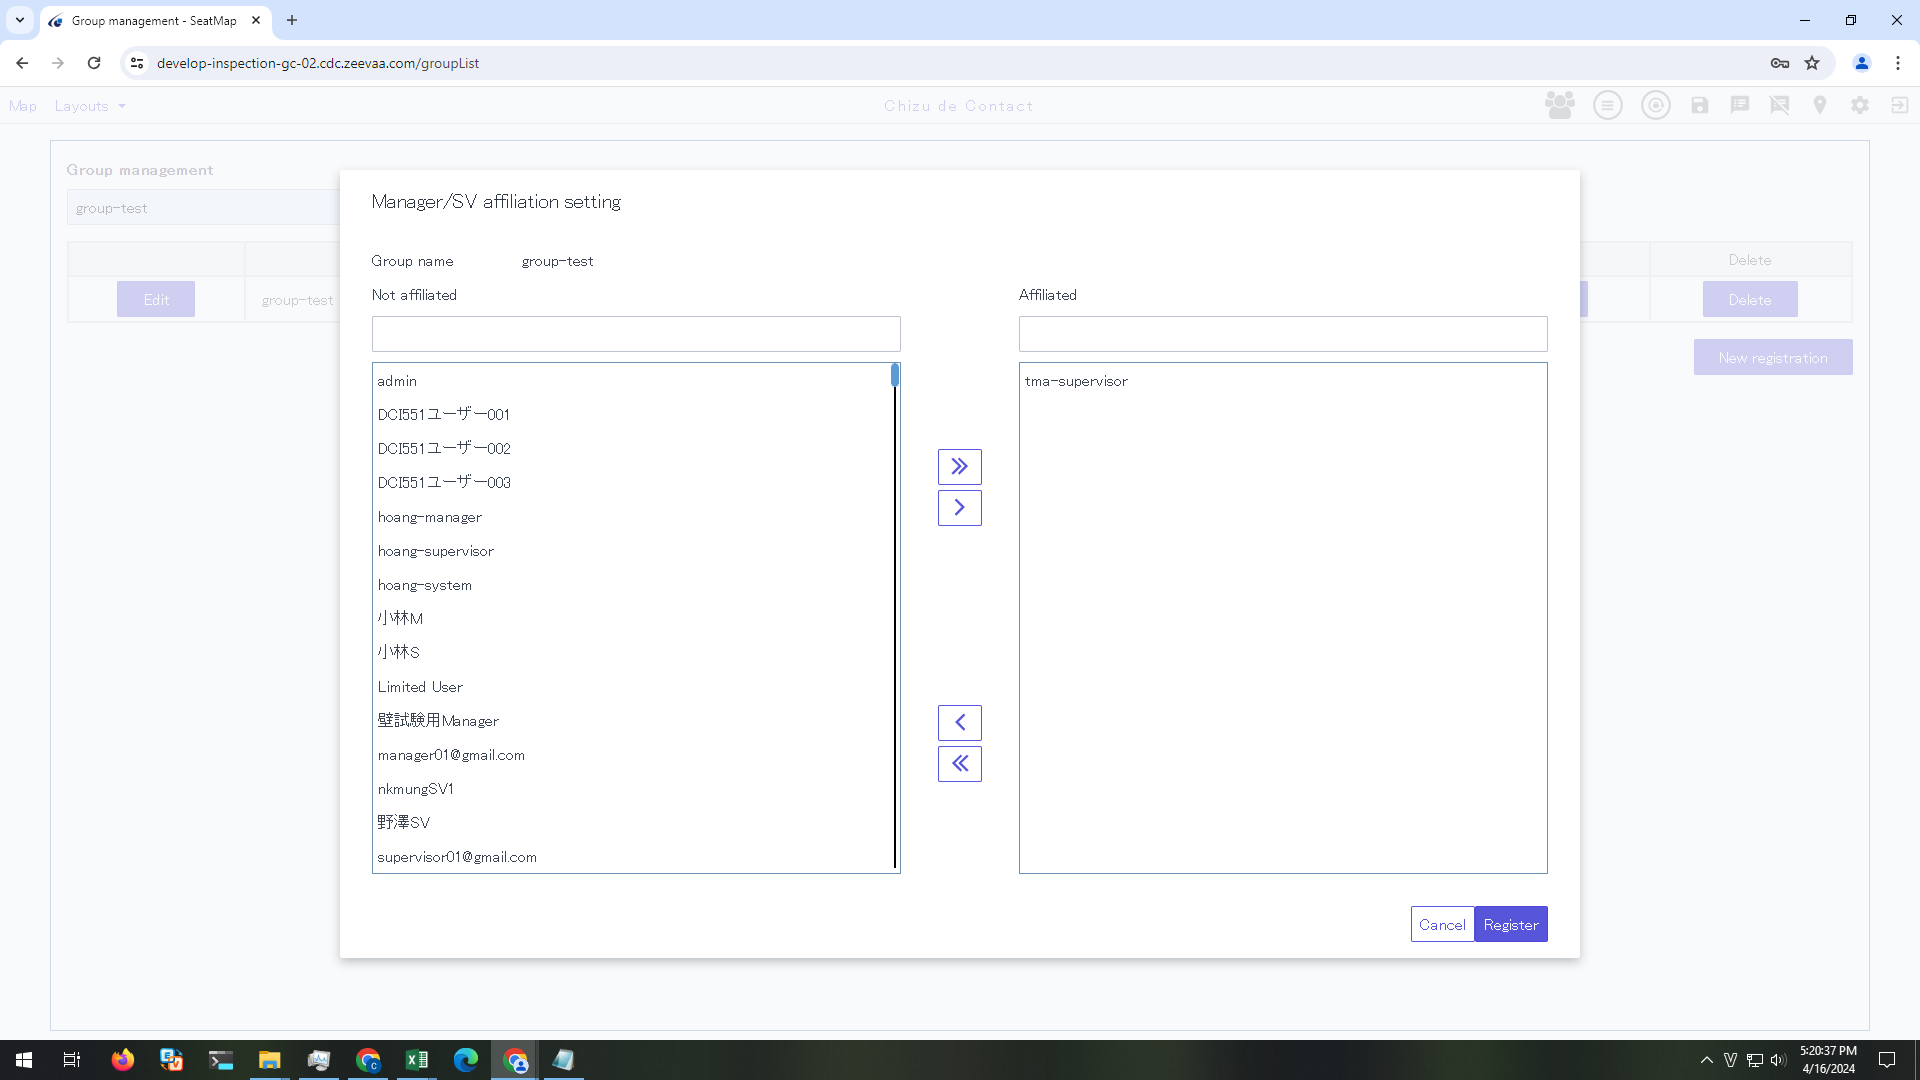 Group management - SeatMap
develop-inspection-gc-02.cdc.zeevaa.com/groupList
Map Layouts Chizu de Contact
Group management
group-test
Delete
Edit group-test Delete
New registration
Manager/SV affiliation setting
Group name group-test
Not affiliated
admin
DCI551ユーザー001
DCI551ユーザー002
DCI551ユーザー003
hoang-manager
hoang-supervisor
hoang-system
小林M
小林S
Limited User
壁試験用Manager
manager01@gmail.com
nkmungSV1
野澤SV
supervisor01@gmail.com
Affiliated
tma-supervisor
Cancel Register
5:20:37 PM
4/16/2024